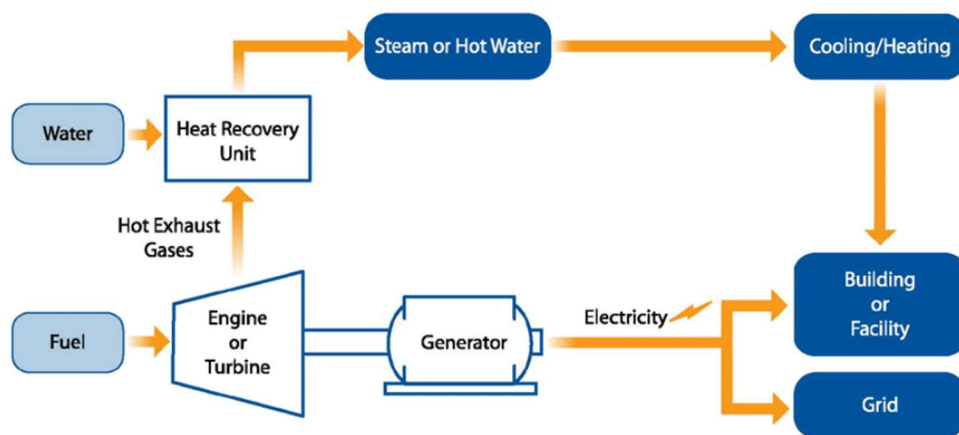 Steam or Hot Water
Cooling/Heating
Water
Heat Recovery
Unit
Hot Exhaust
Gases
Building
or
Facility
Fuel
Engine
or
Turbine
Generator
Electricity
Grid